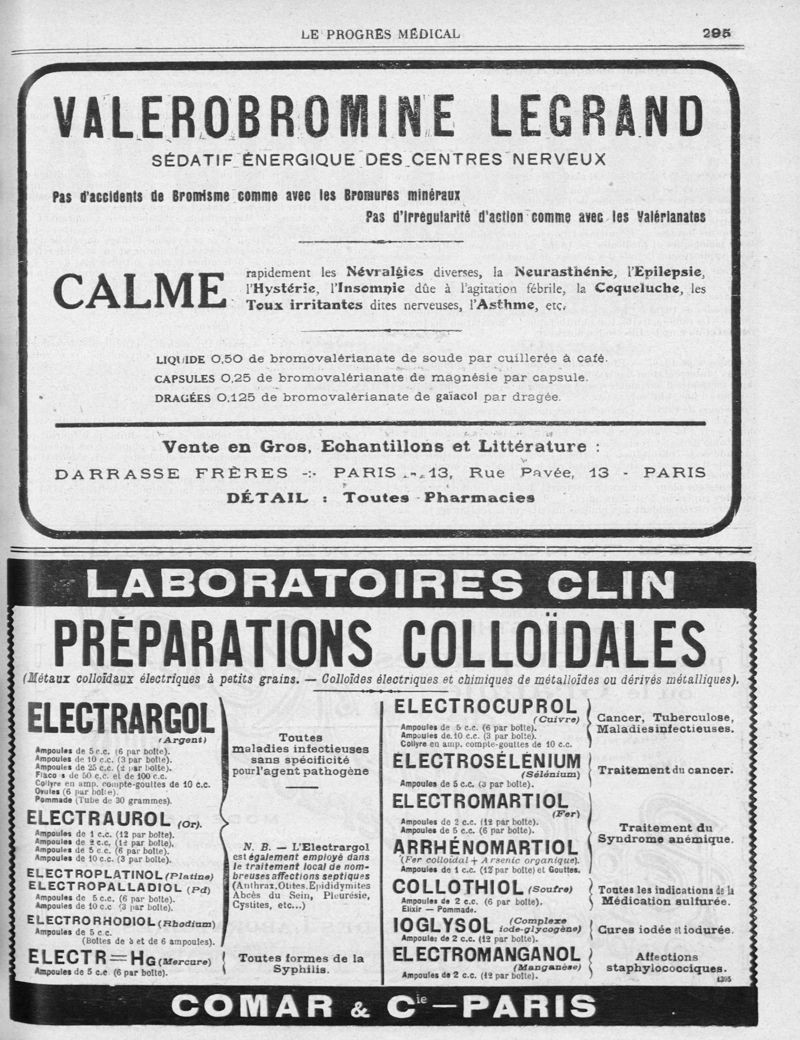 LE PROGRÈS MÉDICAL 295
VALEROBROMINE LEGRAND
SÉDATIF ÉNERGIQUE DES CENTRES NERVEUX
Pas d'accidents de Bromisme comme avec les Bromures minéraux
Pas d'irrégularité d'action comme avec les Valérianates
CALME
rapidement les Névralgies diverses, la Neurasthénie, l'Epilepsie,
l'Hystérie, l'Insomnie dûe à l'agitation fébrile, la Coqueluche, les
Toux irritantes dites nerveuses, l'Asthme, etc.
LIQUIDE 0,50 de bromovalérianate de soude par cuillerée à café.
CAPSULES 0,25 de bromovalérianate de magnésie par capsule.
DRAGÉES 0,125 de bromovalérianate de gaïacol par dragée.
Vente en Gros, Echantillons et Littérature :
DARRASSE FRÈRES -:- PARIS -:- 13, Rue Pavée, 13 - PARIS
DÉTAIL : Toutes Pharmacies
LABORATOIRES CLIN
PRÉPARATIONS COLLOÏDALES
(Métaux colloïdaux électriques à petits grains. — Colloïdes électriques et chimiques de métalloïdes ou dérivés métalliques).
ELECTRARGOL
(Argent)
Ampoules de 5 c.c. (6 par boîte).
Ampoules de 10 c.c. (3 par boîte).
Ampoules de 25 c.c. (2 par boîte).
Flacons de 50 c.c. et de 100 c.c.
Collyre en amp. compte-gouttes de 10 c.c.
Ovules (6 par boîte).
Pommade (Tube de 30 grammes).
ELECTRAUROL (Or).
Ampoules de 1 c.c. (12 par boîte).
Ampoules de 2 c.c. (12 par boîte).
Ampoules de 5 c.c. (6 par boîte).
Ampoules de 10 c.c. (3 par boîte).
ELECTROPLATINOL (Platine)
ELECTROPALLADIOL (Pd)
Ampoules de 5 c.c. (6 par boîte).
Ampoules de 10 c.c (3 par boîte).
ELECTRORHODIOL (Rhodium)
Ampoules de 5 c.c
(Boîtes de 3 et de 6 ampoules).
Toutes
maladies infectieuses
sans spécificité
pour l'agent pathogène
N. B. — L'Electrargol
est également employé dans
le traitement local de nom-
breuses affections septiques
(Anthrax, Otites, Epididymites
Abcès du Sein, Pleurésie,
Cystites, etc...)
ELECTR=HG (Mercure)
Ampoules de 5 c.c (6 par boîte).
Toutes formes de la
Syphilis.
ELECTROCUPROL
(Cuivre)
Ampoules de 5 c.c. (6 par boîte)
Ampoules de 10 c.c. (3 par boîte)
Collyre en amp. compte-gouttes de 10 c.c.
Cancer, Tuberculose,
Maladies infectieuses.
ELECTROSÉLÉNIUM
(Sélénium)
Ampoules de 5 c.c. (3 par boîte).
Traitement du cancer.
ELECTROMARTIOL
(Fer)
Ampoules de 2 c.c. (12 par boîte)
Ampoules de 5 c.c. (6 par boîte).
ARRHÉNOMARTIOL
(Fer colloïdal + Arsenic organique).
Ampoules de 1 c.c. (12 par boîte) et Gouttes.
Traitement du
Syndrome anémique.
COLLOTHIOL (Soufre)
Ampoules de 2 c.c. (6 par boîte).
Elixir — Pommade.
Toutes les indications de la
Médication sulfurée.
IOGLYSOL (Complexe
iode-glycogène)
Ampoules de 2 c.c. (12 par boîte).
Cures iodée et iodurée.
ELECTROMANGANOL
(Manganèse)
Ampoules de 2 c.c. (12 par boîte).
Affections
staphylococciques.
1395
COMAR & Cie — PARIS